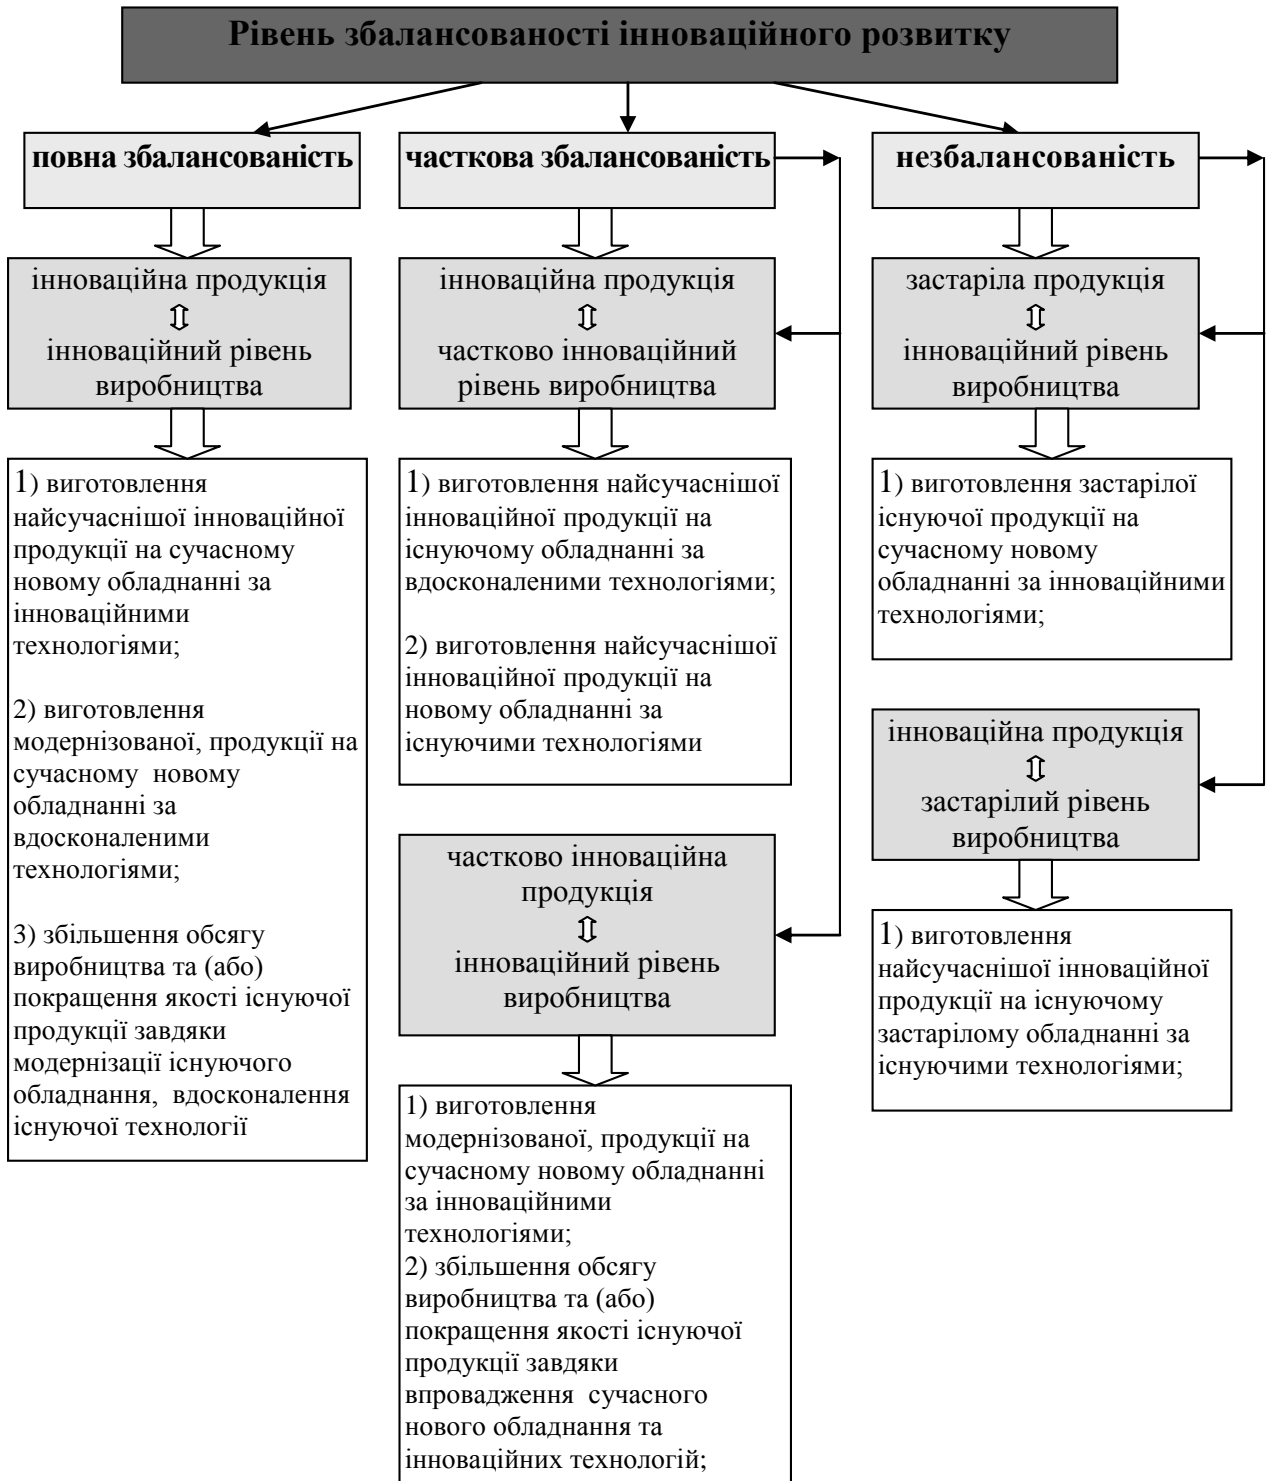 Рівень збалансованості інноваційного розвитку
повна збалансованість
інноваційна продукція
⇕
інноваційний рівень
виробництва
1) виготовлення
найсучаснішої інноваційної
продукції на сучасному
новому обладнанні за
інноваційними
технологіями;
2) виготовлення
модернізованої, продукції на
сучасному новому
обладнанні за
вдосконаленими
технологіями;
3) збільшення обсягу
виробництва та (або)
покращення якості існуючої
продукції завдяки
модернізації існуючого
обладнання, вдосконалення
існуючої технології
часткова збалансованість
інноваційна продукція
⇕
частково інноваційний
рівень виробництва
1) виготовлення найсучаснішої
інноваційної продукції на
існуючому обладнанні за
вдосконаленими технологіями;
2) виготовлення найсучаснішої
інноваційної продукції на
новому обладнанні за
існуючими технологіями
частково інноваційна
продукція
⇕
інноваційний рівень
виробництва
1) виготовлення
модернізованої, продукції на
сучасному новому обладнанні
за інноваційними
технологіями;
2) збільшення обсягу
виробництва та (або)
покращення якості існуючої
продукції завдяки
впровадження сучасного
нового обладнання та
інноваційних технологій;
незбалансованість
застаріла продукція
⇕
інноваційний рівень
виробництва
1) виготовлення застарілої
існуючої продукції на
сучасному новому
обладнанні за інноваційними
технологіями;
інноваційна продукція
⇕
застарілий рівень
виробництва
1) виготовлення
найсучаснішої інноваційної
продукції на існуючому
застарілому обладнанні за
існуючими технологіями;